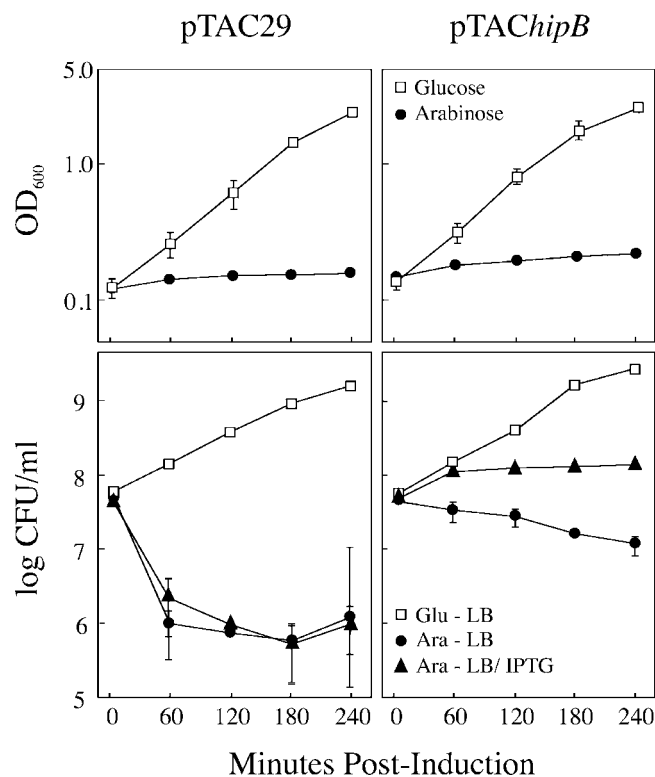 pTAC29
pTAChipB
OD600
5.0
1.0
0.1
Glucose
Arabinose
log CFU/ml
9
8
7
6
5
Glu - LB
Ara - LB
Ara - LB/ IPTG
0 60 120 180 240
0 60 120 180 240
Minutes Post-Induction